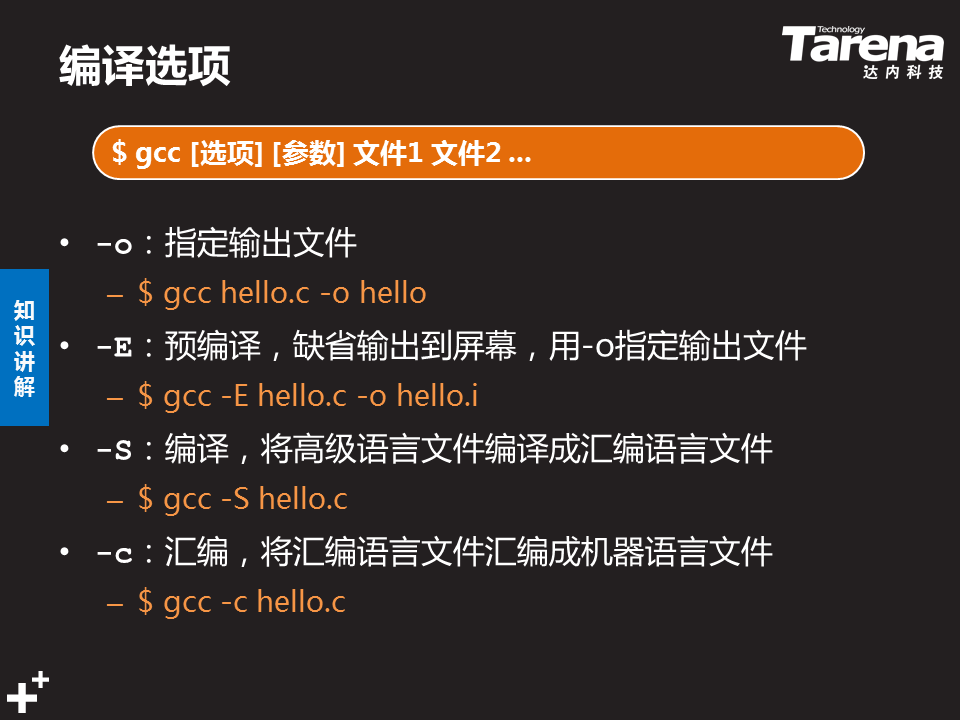 编译选项
Technology
Tarena
达内科技
$ gcc [选项] [参数] 文件1 文件2 ...
• -o：指定输出文件
– $ gcc hello.c -o hello
• -E：预编译，缺省输出到屏幕，用-o指定输出文件
– $ gcc -E hello.c -o hello.i
• -S：编译，将高级语言文件编译成汇编语言文件
– $ gcc -S hello.c
• -c：汇编，将汇编语言文件汇编成机器语言文件
– $ gcc -c hello.c
知识讲解